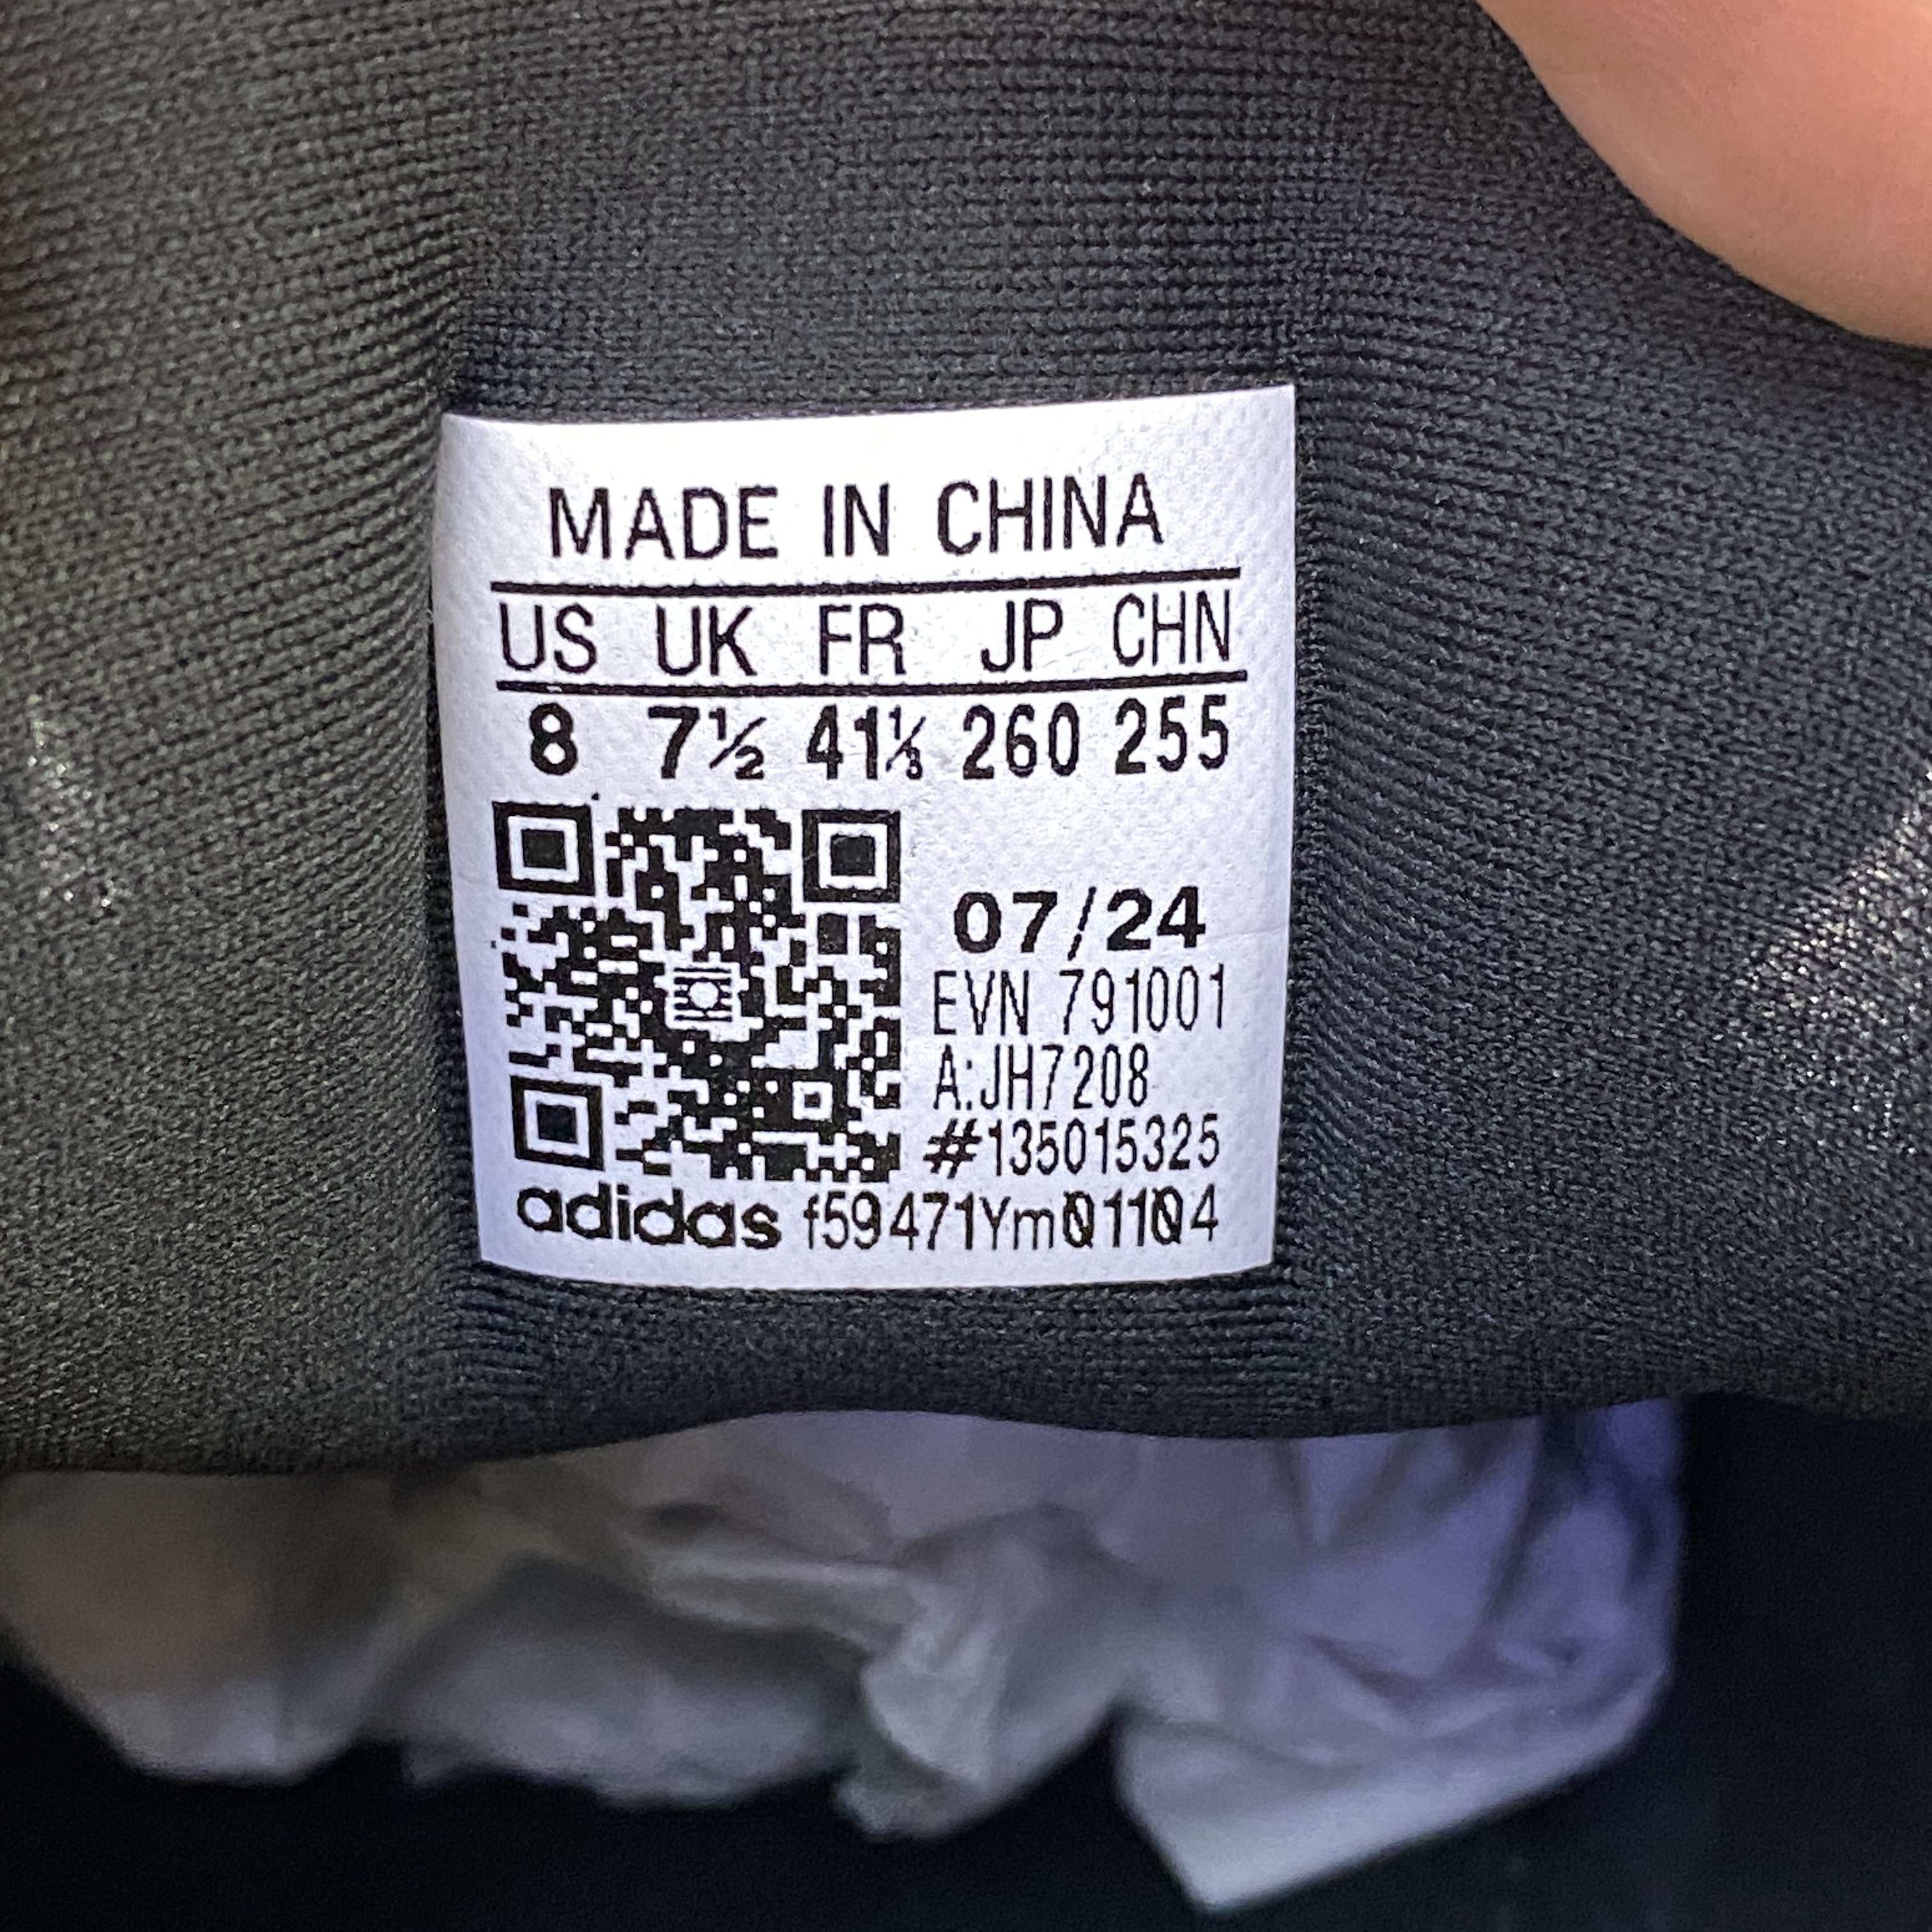 MADE IN CHINA
US UK FR JP CHN
8 7½ 41⅓ 260 255
07/24
EVN 791001
A:JH7208
#135015325
adidas f59471Ym01104